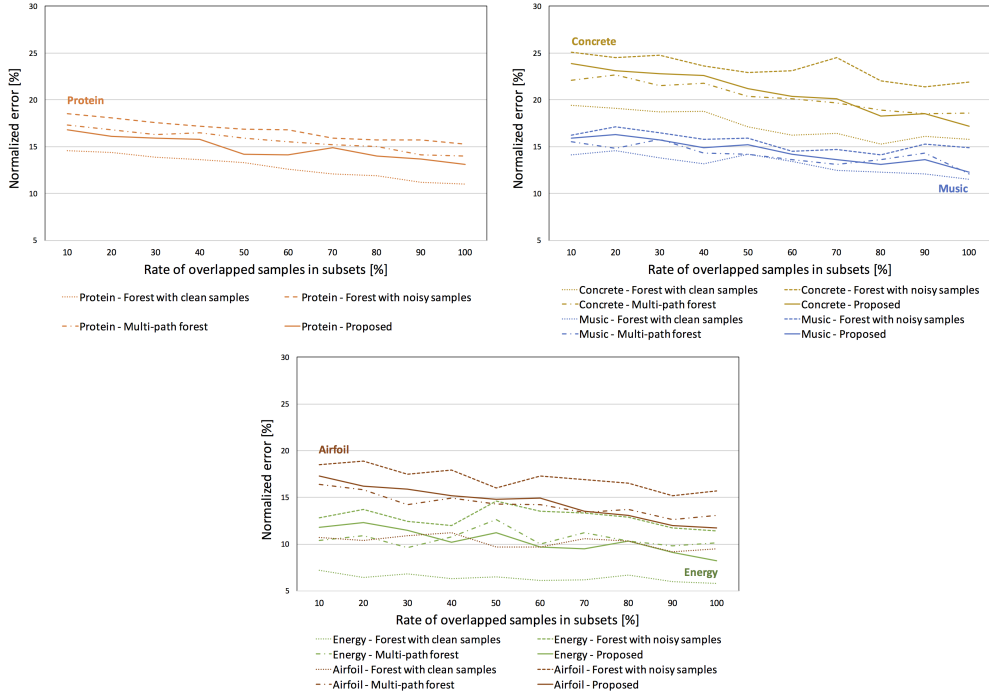 30
25
20
15
10
5
Normalized error [%]
Protein
10 20 30 40 50 60 70 80 90 100
Rate of overlapped samples in subsets [%]
Protein - Forest with clean samples
Protein - Forest with noisy samples
Protein - Multi-path forest
Protein - Proposed
30
25
20
15
10
5
Normalized error [%]
Concrete
Music
10 20 30 40 50 60 70 80 90 100
Rate of overlapped samples in subsets [%]
Concrete - Forest with clean samples
Concrete - Forest with noisy samples
Concrete - Multi-path forest
Concrete - Proposed
Music - Forest with clean samples
Music - Forest with noisy samples
Music - Multi-path forest
Music - Proposed
30
25
20
15
10
5
Normalized error [%]
Airfoil
Energy
10 20 30 40 50 60 70 80 90 100
Rate of overlapped samples in subsets [%]
Energy - Forest with clean samples
Energy - Forest with noisy samples
Energy - Multi-path forest
Energy - Proposed
Airfoil - Forest with clean samples
Airfoil - Forest with noisy samples
Airfoil - Multi-path forest
Airfoil - Proposed